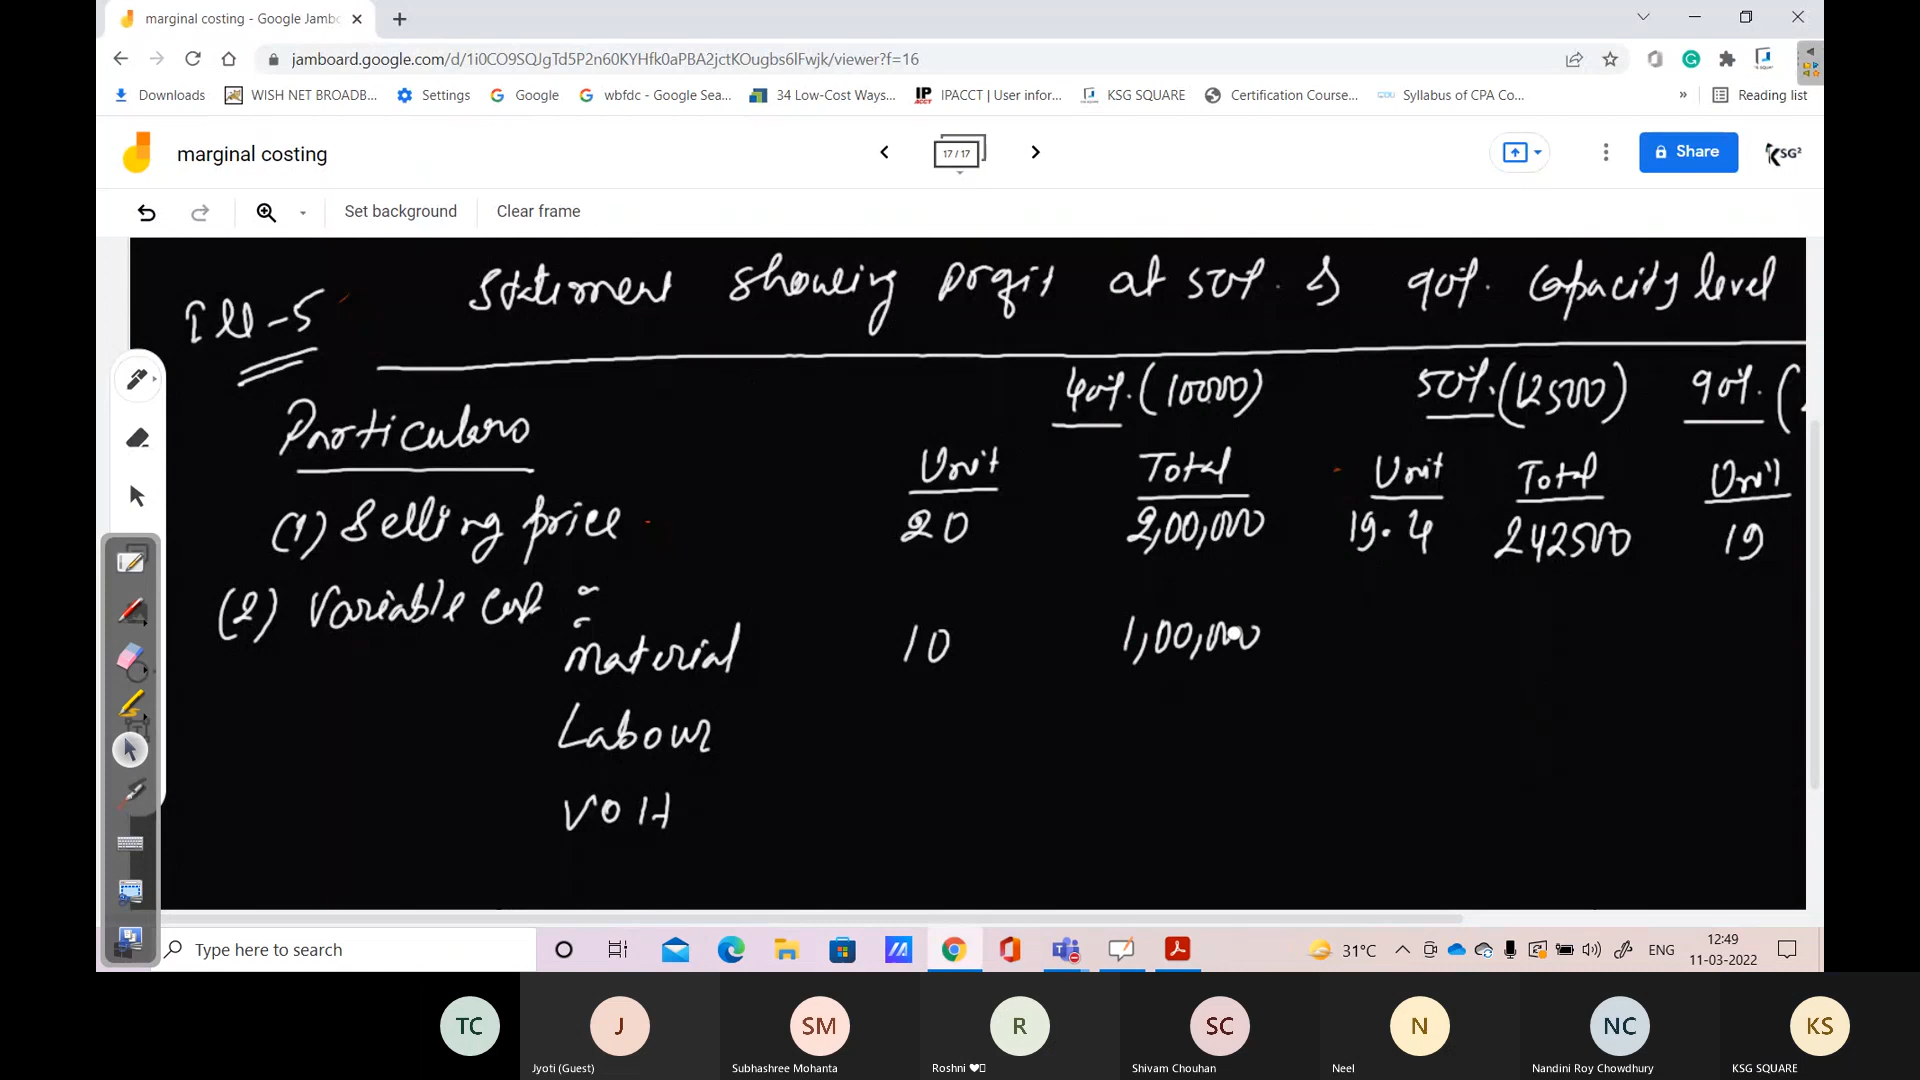 marginal costing - Google Jambo
jamboard.google.com/d/1i0CO9SQJgTd5P2n60KYHfk0aPBA2jctKOugbs6lFwjk/viewer?f=16
Downloads WISH NET BROADB... Settings Google wbfdc - Google Sea... 34 Low-Cost Ways... IPACCT | User infor... KSG SQUARE Certification Course... Syllabus of CPA Co... » Reading list
marginal costing 17 / 17 Share KSG²
Set background Clear frame
Statement showing profit at 50%. & 90%. Capacity level
Ill-5
40%. (10000) 50%. (12500) 90%. (
Particulars
Unit Total Unit Total Unit
(1) Selling price 20 2,00,000 19.4 242500 19
(2) Variable Cost :-
Material 10 1,00,000
Labour
VOH
Type here to search 31°C ENG 12:49
11-03-2022
TC J SM R SC N NC KS
Jyoti (Guest) Subhashree Mohanta Roshni ❤ Shivam Chouhan Neel Nandini Roy Chowdhury KSG SQUARE